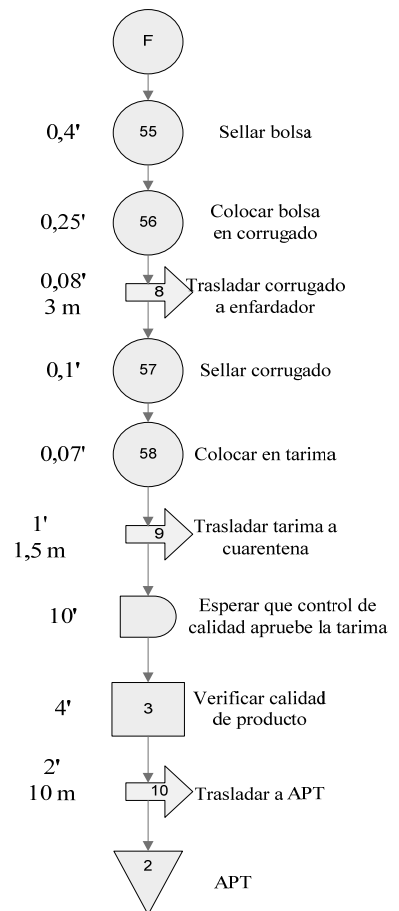 F
0,4'
55
Sellar bolsa
0,25'
56
Colocar bolsa
en corrugado
0,08'
3 m
8
Trasladar corrugado
a enfardador
0,1'
57
Sellar corrugado
0,07'
58
Colocar en tarima
1'
1,5 m
9
Trasladar tarima a
cuarentena
10'
Esperar que control de
calidad apruebe la tarima
4'
3
Verificar calidad
de producto
2'
10 m
10
Trasladar a APT
2
APT